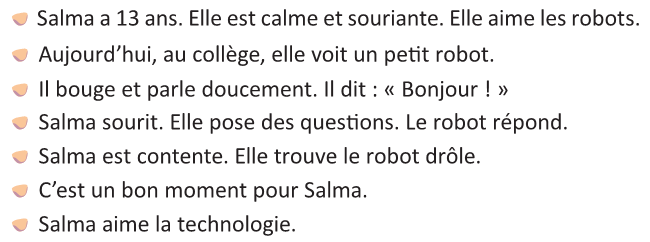 Salma a 13 ans. Elle est calme et souriante. Elle aime les robots.
Aujourd’hui, au collège, elle voit un petit robot.
Il bouge et parle doucement. Il dit : « Bonjour ! »
Salma sourit. Elle pose des questions. Le robot répond.
Salma est contente. Elle trouve le robot drôle.
C’est un bon moment pour Salma.
Salma aime la technologie.